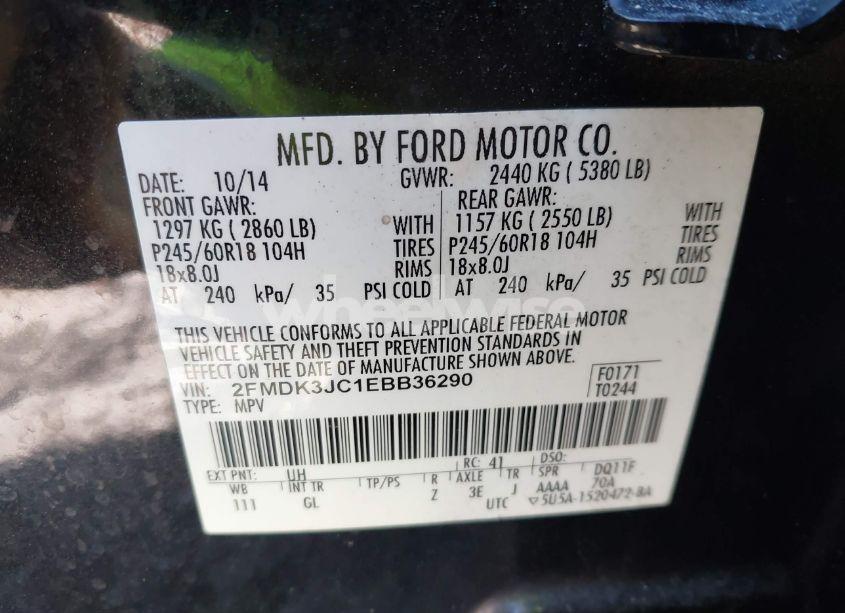 MFD. BY FORD MOTOR CO.
DATE: 10/14 GVWR: 2440 KG ( 5380 LB)
FRONT GAWR: REAR GAWR:
1297 KG ( 2860 LB) WITH 1157 KG ( 2550 LB) WITH
P245/60R18 104H TIRES P245/60R18 104H TIRES
18x8.0J RIMS 18x8.0J RIMS
AT 240 kPa/ 35 PSI COLD AT 240 kPa/ 35 PSI COLD
wheelwise
THIS VEHICLE CONFORMS TO ALL APPLICABLE FEDERAL MOTOR
VEHICLE SAFETY AND THEFT PREVENTION STANDARDS IN
EFFECT ON THE DATE OF MANUFACTURE SHOWN ABOVE.
VIN: 2FMDK3JC1EBB36290 F0171
TYPE: MPV T0244
EXT PNT: UH RC: 41 DSO:
WB INT TR TP/PS R AXLE TR SPR DQ11F
111 GL Z 3E J AAAA 70A
UTC ▽5U5A-1520472-BA